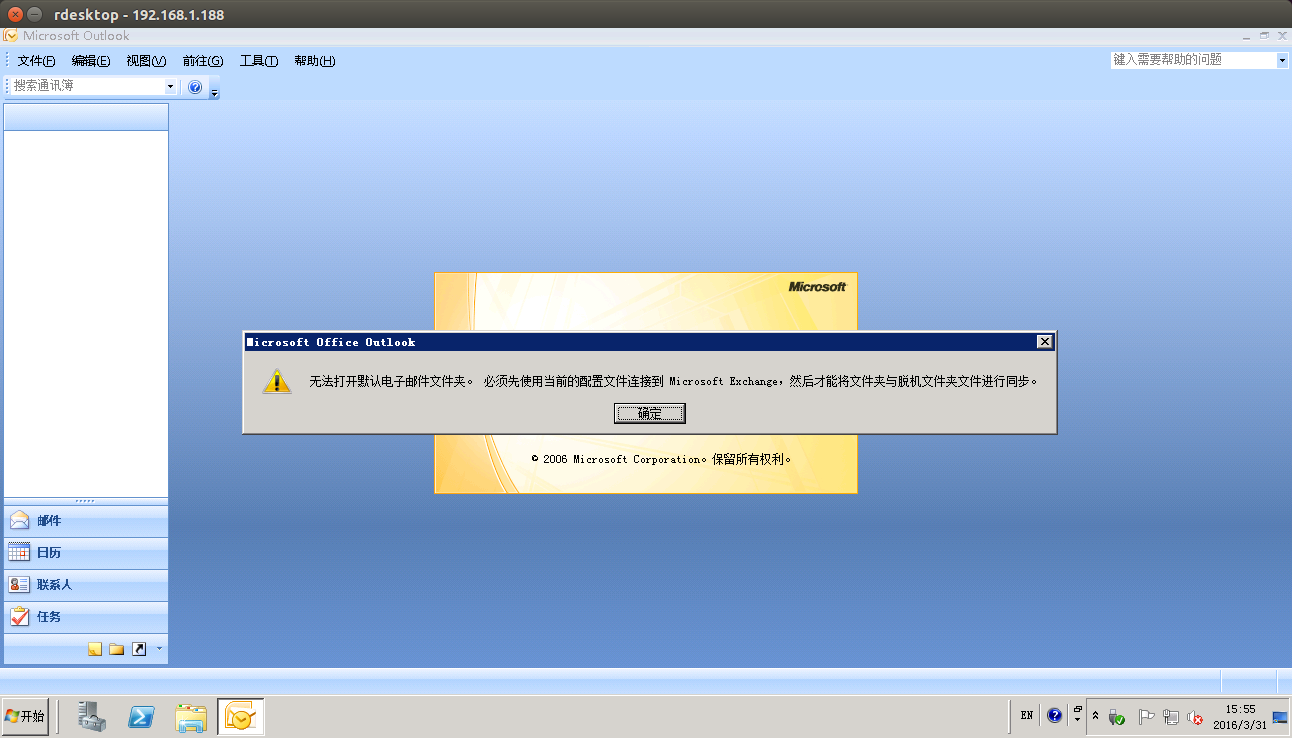 rdesktop - 192.168.1.188
Microsoft Outlook
文件(F) 编辑(E) 视图(V) 前往(G) 工具(T) 帮助(H) 键入需要帮助的问题
搜索通讯簿
Microsoft
Microsoft Office Outlook
无法打开默认电子邮件文件夹。 必须先使用当前的配置文件连接到 Microsoft Exchange，然后才能将文件夹与脱机文件夹文件进行同步。
确定
© 2006 Microsoft Corporation。保留所有权利。
邮件
日历
联系人
任务
开始 EN 15:55
2016/3/31